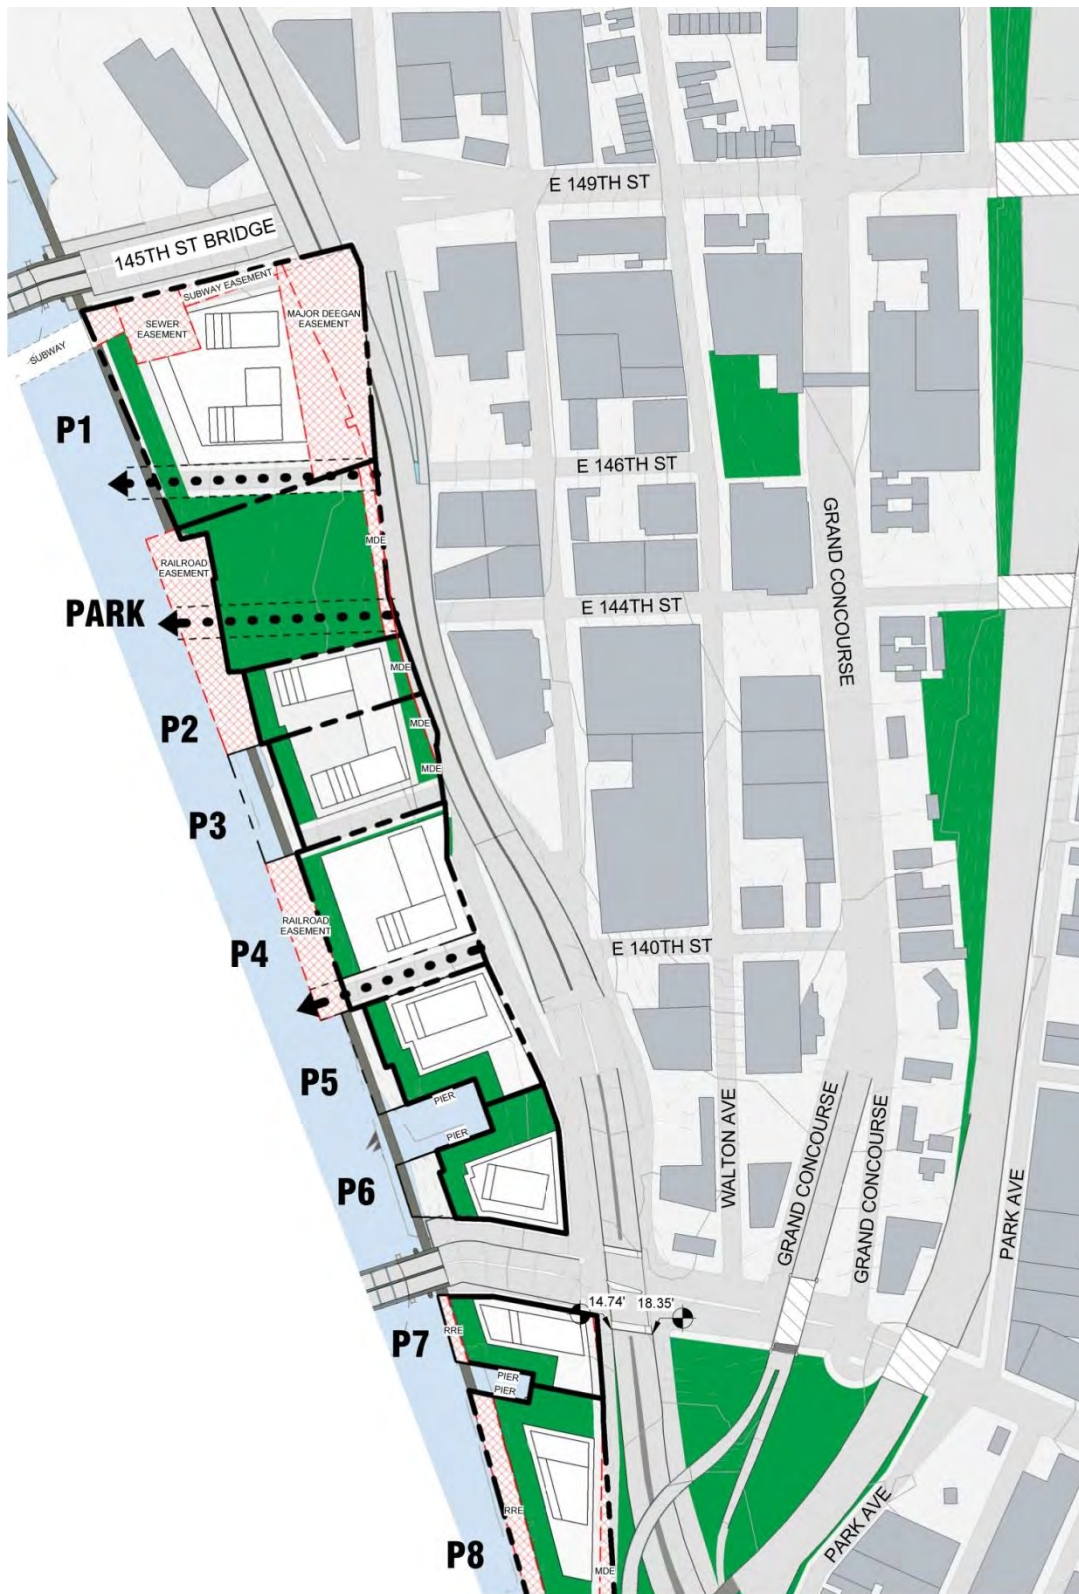 E 149TH ST
145TH ST BRIDGE
SUBWAY EASEMENT
SEWER
EASEMENT
MAJOR DEEGAN
EASEMENT
SUBWAY
P1
E 146TH ST
GRAND CONCOURSE
MDE
RAILROAD
EASEMENT
PARK
E 144TH ST
MDE
MDE
P2
MDE
P3
RAILROAD
EASEMENT
P4
E 140TH ST
P5
PIER
PIER
P6
WALTON AVE
GRAND CONCOURSE
GRAND CONCOURSE
PARK AVE
14.74'
18.35'
P7
RRE
PIER
PIER
RRE
P8
MDE
PARK AVE